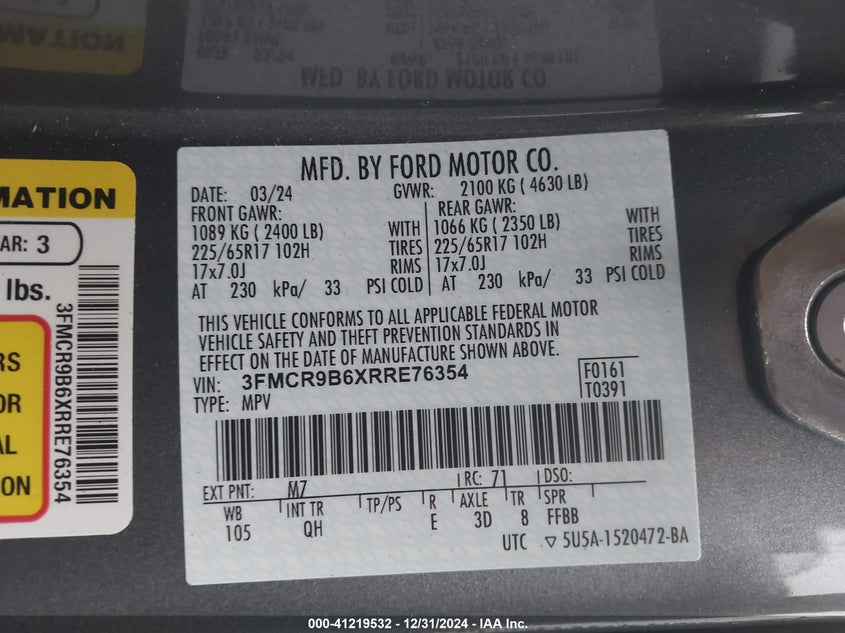 MFD. BY FORD MOTOR CO.
DATE: 03/24 GVWR: 2100 KG ( 4630 LB)
FRONT GAWR: REAR GAWR:
1089 KG ( 2400 LB) WITH 1066 KG ( 2350 LB) WITH
225/65R17 102H TIRES 225/65R17 102H TIRES
17x7.0J RIMS 17x7.0J RIMS
AT 230 kPa/ 33 PSI COLD AT 230 kPa/ 33 PSI COLD
THIS VEHICLE CONFORMS TO ALL APPLICABLE FEDERAL MOTOR
VEHICLE SAFETY AND THEFT PREVENTION STANDARDS IN
EFFECT ON THE DATE OF MANUFACTURE SHOWN ABOVE.
VIN: 3FMCR9B6XRRE76354 F0161
TYPE: MPV T0391
EXT PNT: M7 RC: 71 DSO:
WB INT TR TP/PS R AXLE TR SPR
105 QH E 3D 8 FFBB
UTC ▽ 5U5A-1520472-BA
MATION
AR: 3
lbs.
RS
OR
AL
ON
3FMCR9B6XRRE76354
000-41219532 - 12/31/2024 - IAA Inc.